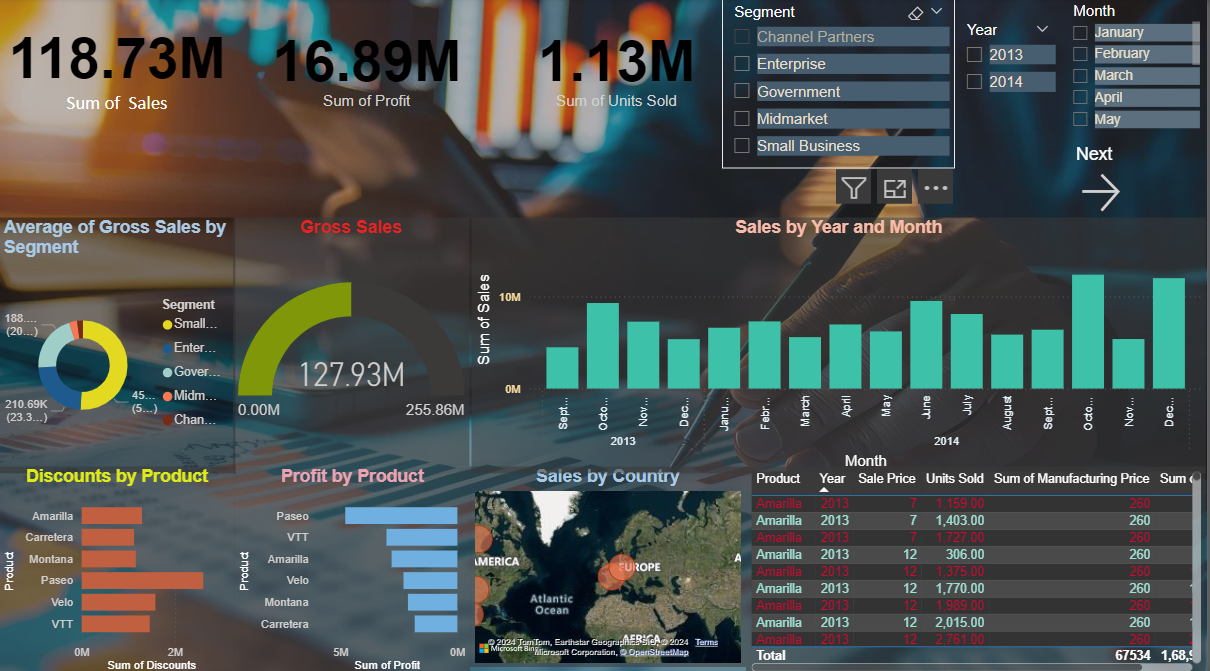 118.73M
Sum of Sales
16.89M
Sum of Profit
1.13M
Sum of Units Sold
Segment
Channel Partners
Enterprise
Government
Midmarket
Small Business
Year
2013
2014
Month
January
February
March
April
May
Next
Average of Gross Sales by
Segment
188....
(20...)
210.69K
(23.3...)
45...
(5...)
Segment
Small...
Enter...
Gover...
Midm...
Chan...
Gross Sales
127.93M
0.00M
255.86M
Sales by Year and Month
Sum of Sales
10M
0M
Sept...
Octo...
Nov...
Dec...
Janu...
Febr...
March
April
May
June
July
August
Sept...
Octo...
Nov...
Dec...
2013
2014
Month
Discounts by Product
Product
Amarilla
Carretera
Montana
Paseo
Velo
VTT
0M
2M
Sum of Discounts
Profit by Product
Product
Paseo
VTT
Amarilla
Velo
Montana
Carretera
5M
0M
Sum of Profit
Sales by Country
AMERICA
EUROPE
A
Atlantic
Ocean
AFRICA
© 2024 TomTom, Earthstar Geographics SIO, © 2024 Terms
Microsoft Bing Microsoft Corporation, © OpenStreetMap
Product Year Sale Price Units Sold Sum of Manufacturing Price Sum o
Amarilla 2013 7 1,159.00 260
Amarilla 2013 7 1,403.00 260
Amarilla 2013 7 1,727.00 260
Amarilla 2013 12 306.00 260
Amarilla 2013 12 1,375.00 260
Amarilla 2013 12 1,770.00 260
Amarilla 2013 12 1,989.00 260
Amarilla 2013 12 2,015.00 260
Amarilla 2013 12 2,761.00 260
Total 67534 1,68,9